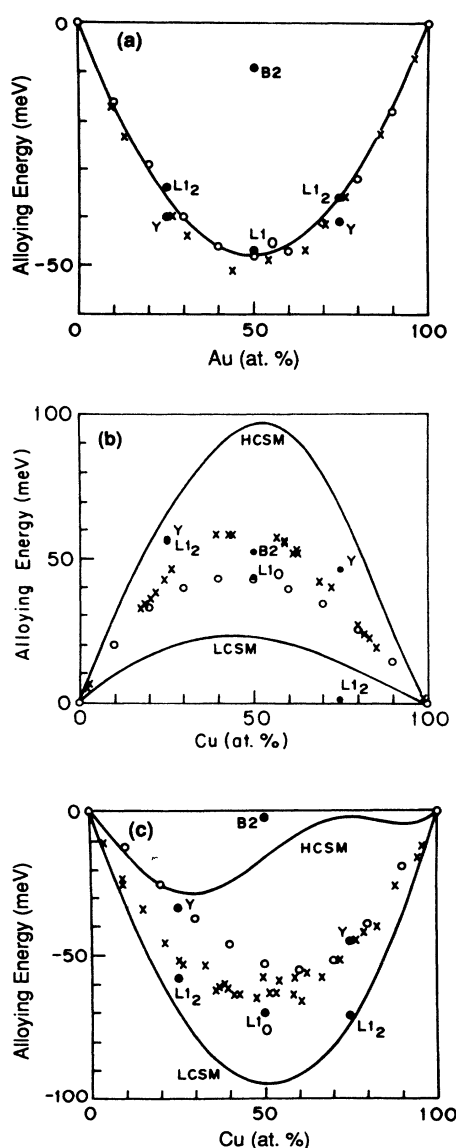 (a)
0
B2
L1₂
L1₂
Y
Y
L1₀
-50
Alloying Energy (meV)
0 50 100
Au (at. %)
100
(b)
HCSM
Y
L1₂
B2
Y
50
L1₀
LCSM
L1₂
0
Alloying Energy (meV)
0 50 100
Cu (at. %)
0
(c)
B2
HCSM
Y
Y
-50
L1₂
L1₀
L1₂
LCSM
-100
Alloying Energy (meV)
0 50 100
Cu (at. %)